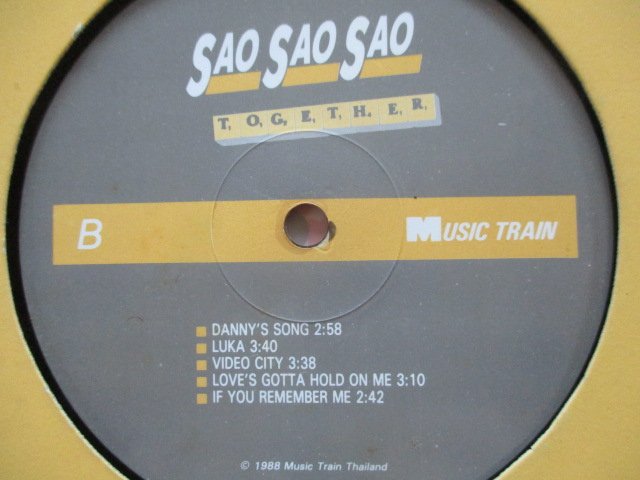 SAO SAO SAO
T, O, G, E, T, H, E, R,
B
MUSIC TRAIN
DANNY'S SONG 2:58
LUKA 3:40
VIDEO CITY 3:38
LOVE'S GOTTA HOLD ON ME 3:10
IF YOU REMEMBER ME 2:42
© 1988 Music Train Thailand